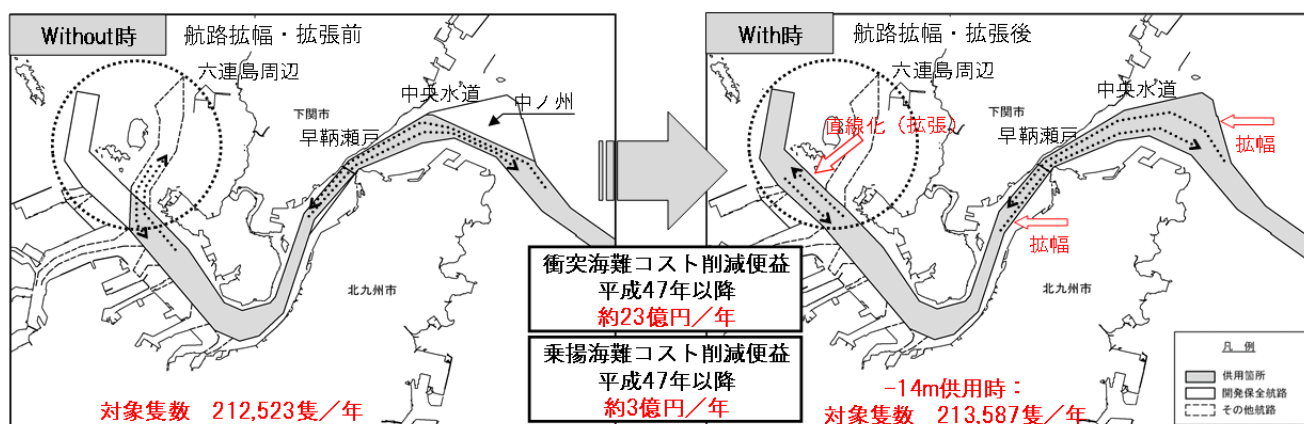 Without時
航路拡幅・拡張前
六連島周辺
中央水道
下関市
中ノ州
早鞆瀬戸
北九州市
対象隻数 212,523隻/年
衝突海難コスト削減便益
平成47年以降
約23億円/年
乗揚海難コスト削減便益
平成47年以降
約3億円/年
With時
航路拡幅・拡張後
六連島周辺
中央水道
下関市
直線化(拡張)
早鞆瀬戸
拡幅
拡幅
北九州市
-14m供用時:
対象隻数 213,587隻/年
凡 例
供用箇所
開発保全航路
その他航路